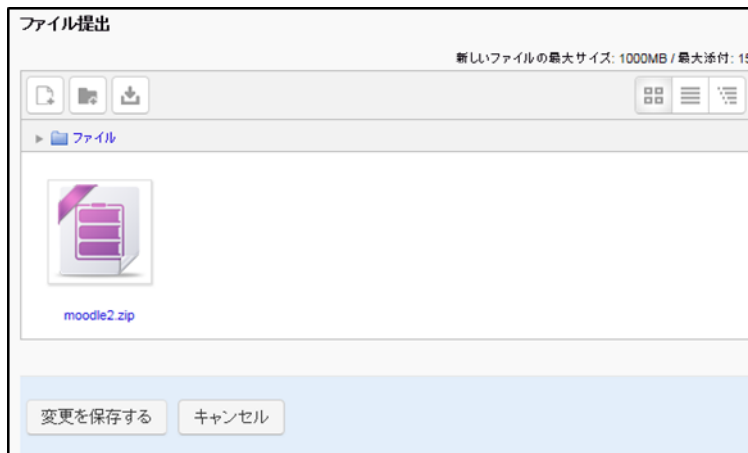 ファイル提出
新しいファイルの最大サイズ: 1000MB / 最大添付: 15
ファイル
moodle2.zip
変更を保存する
キャンセル